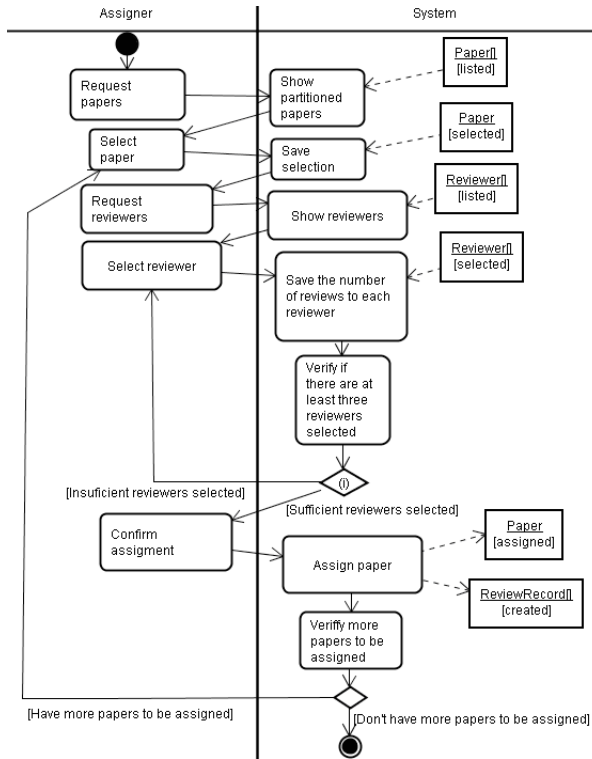 Assigner
System
Request
papers
Show
partitioned
papers
Paper[]
[listed]
Select
paper
Save
selection
Paper
[selected]
Request
reviewers
Show reviewers
Reviewer[]
[listed]
Select reviewer
Save the number
of reviews to each
reviewer
Reviewer[]
[selected]
Verify if
there are at
least three
reviewers
selected
(i)
[Insuficient reviewers selected]
[Sufficient reviewers selected]
Confirm
assigment
Assign paper
Paper
[assigned]
ReviewRecord[]
[created]
Veriffy more
papers to be
assigned
[Have more papers to be assigned]
[Don't have more papers to be assigned]